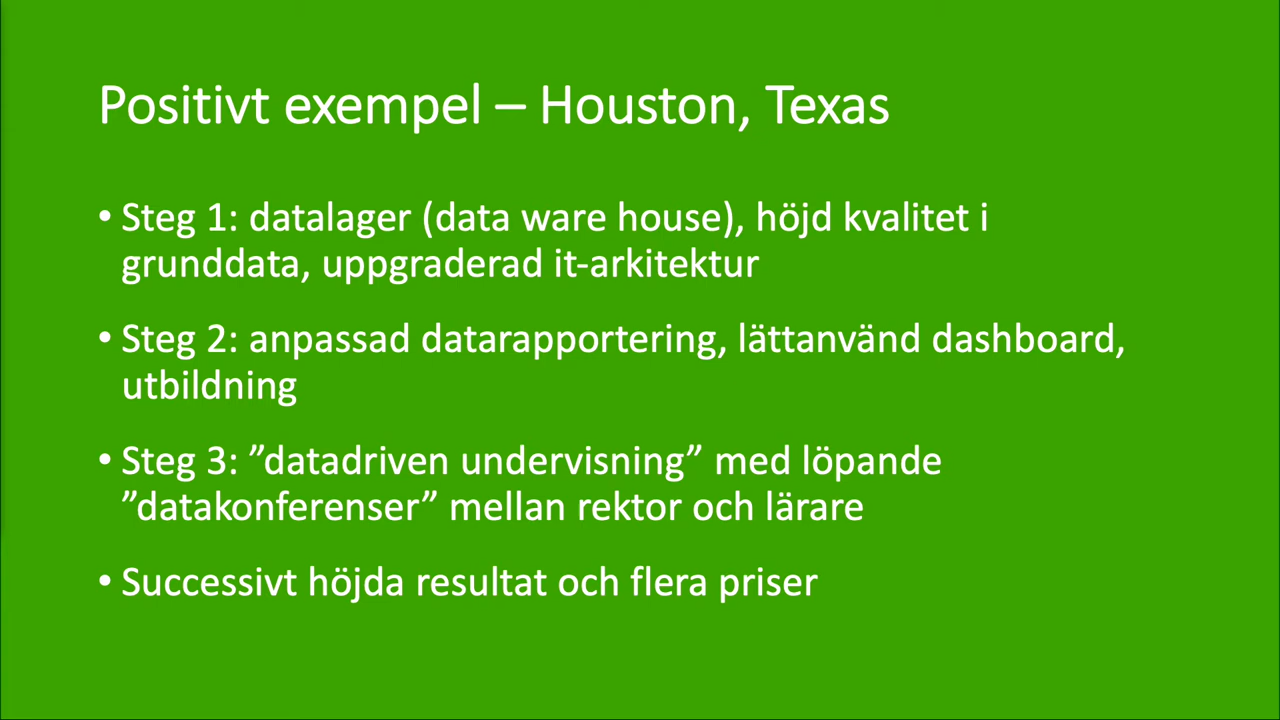 Positivt exempel – Houston, Texas
• Steg 1: datalager (data ware house), höjd kvalitet i
grunddata, uppgraderad it-arkitektur
• Steg 2: anpassad datarapportering, lättanvänd dashboard,
utbildning
• Steg 3: ”datadriven undervisning” med löpande
”datakonferenser” mellan rektor och lärare
• Successivt höjda resultat och flera priser